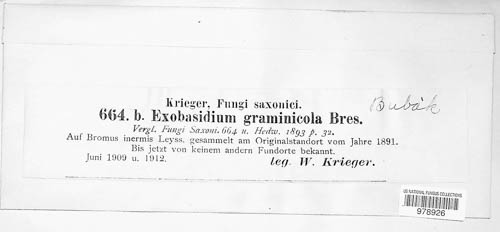 Krieger, Fungi saxonici.
664. b. Exobasidium graminicola Bres.
Vergl. Fungi Saxoni. 664 u. Hedw. 1893 p. 32.
Auf Bromus inermis Leyss. gesammelt am Originalstandort vom Jahre 1891.
Bis jetzt von keinem andern Fundorte bekannt.
Juni 1909 u. 1912. leg. W. Krieger.
Bubák
US NATIONAL FUNGUS COLLECTIONS
978926